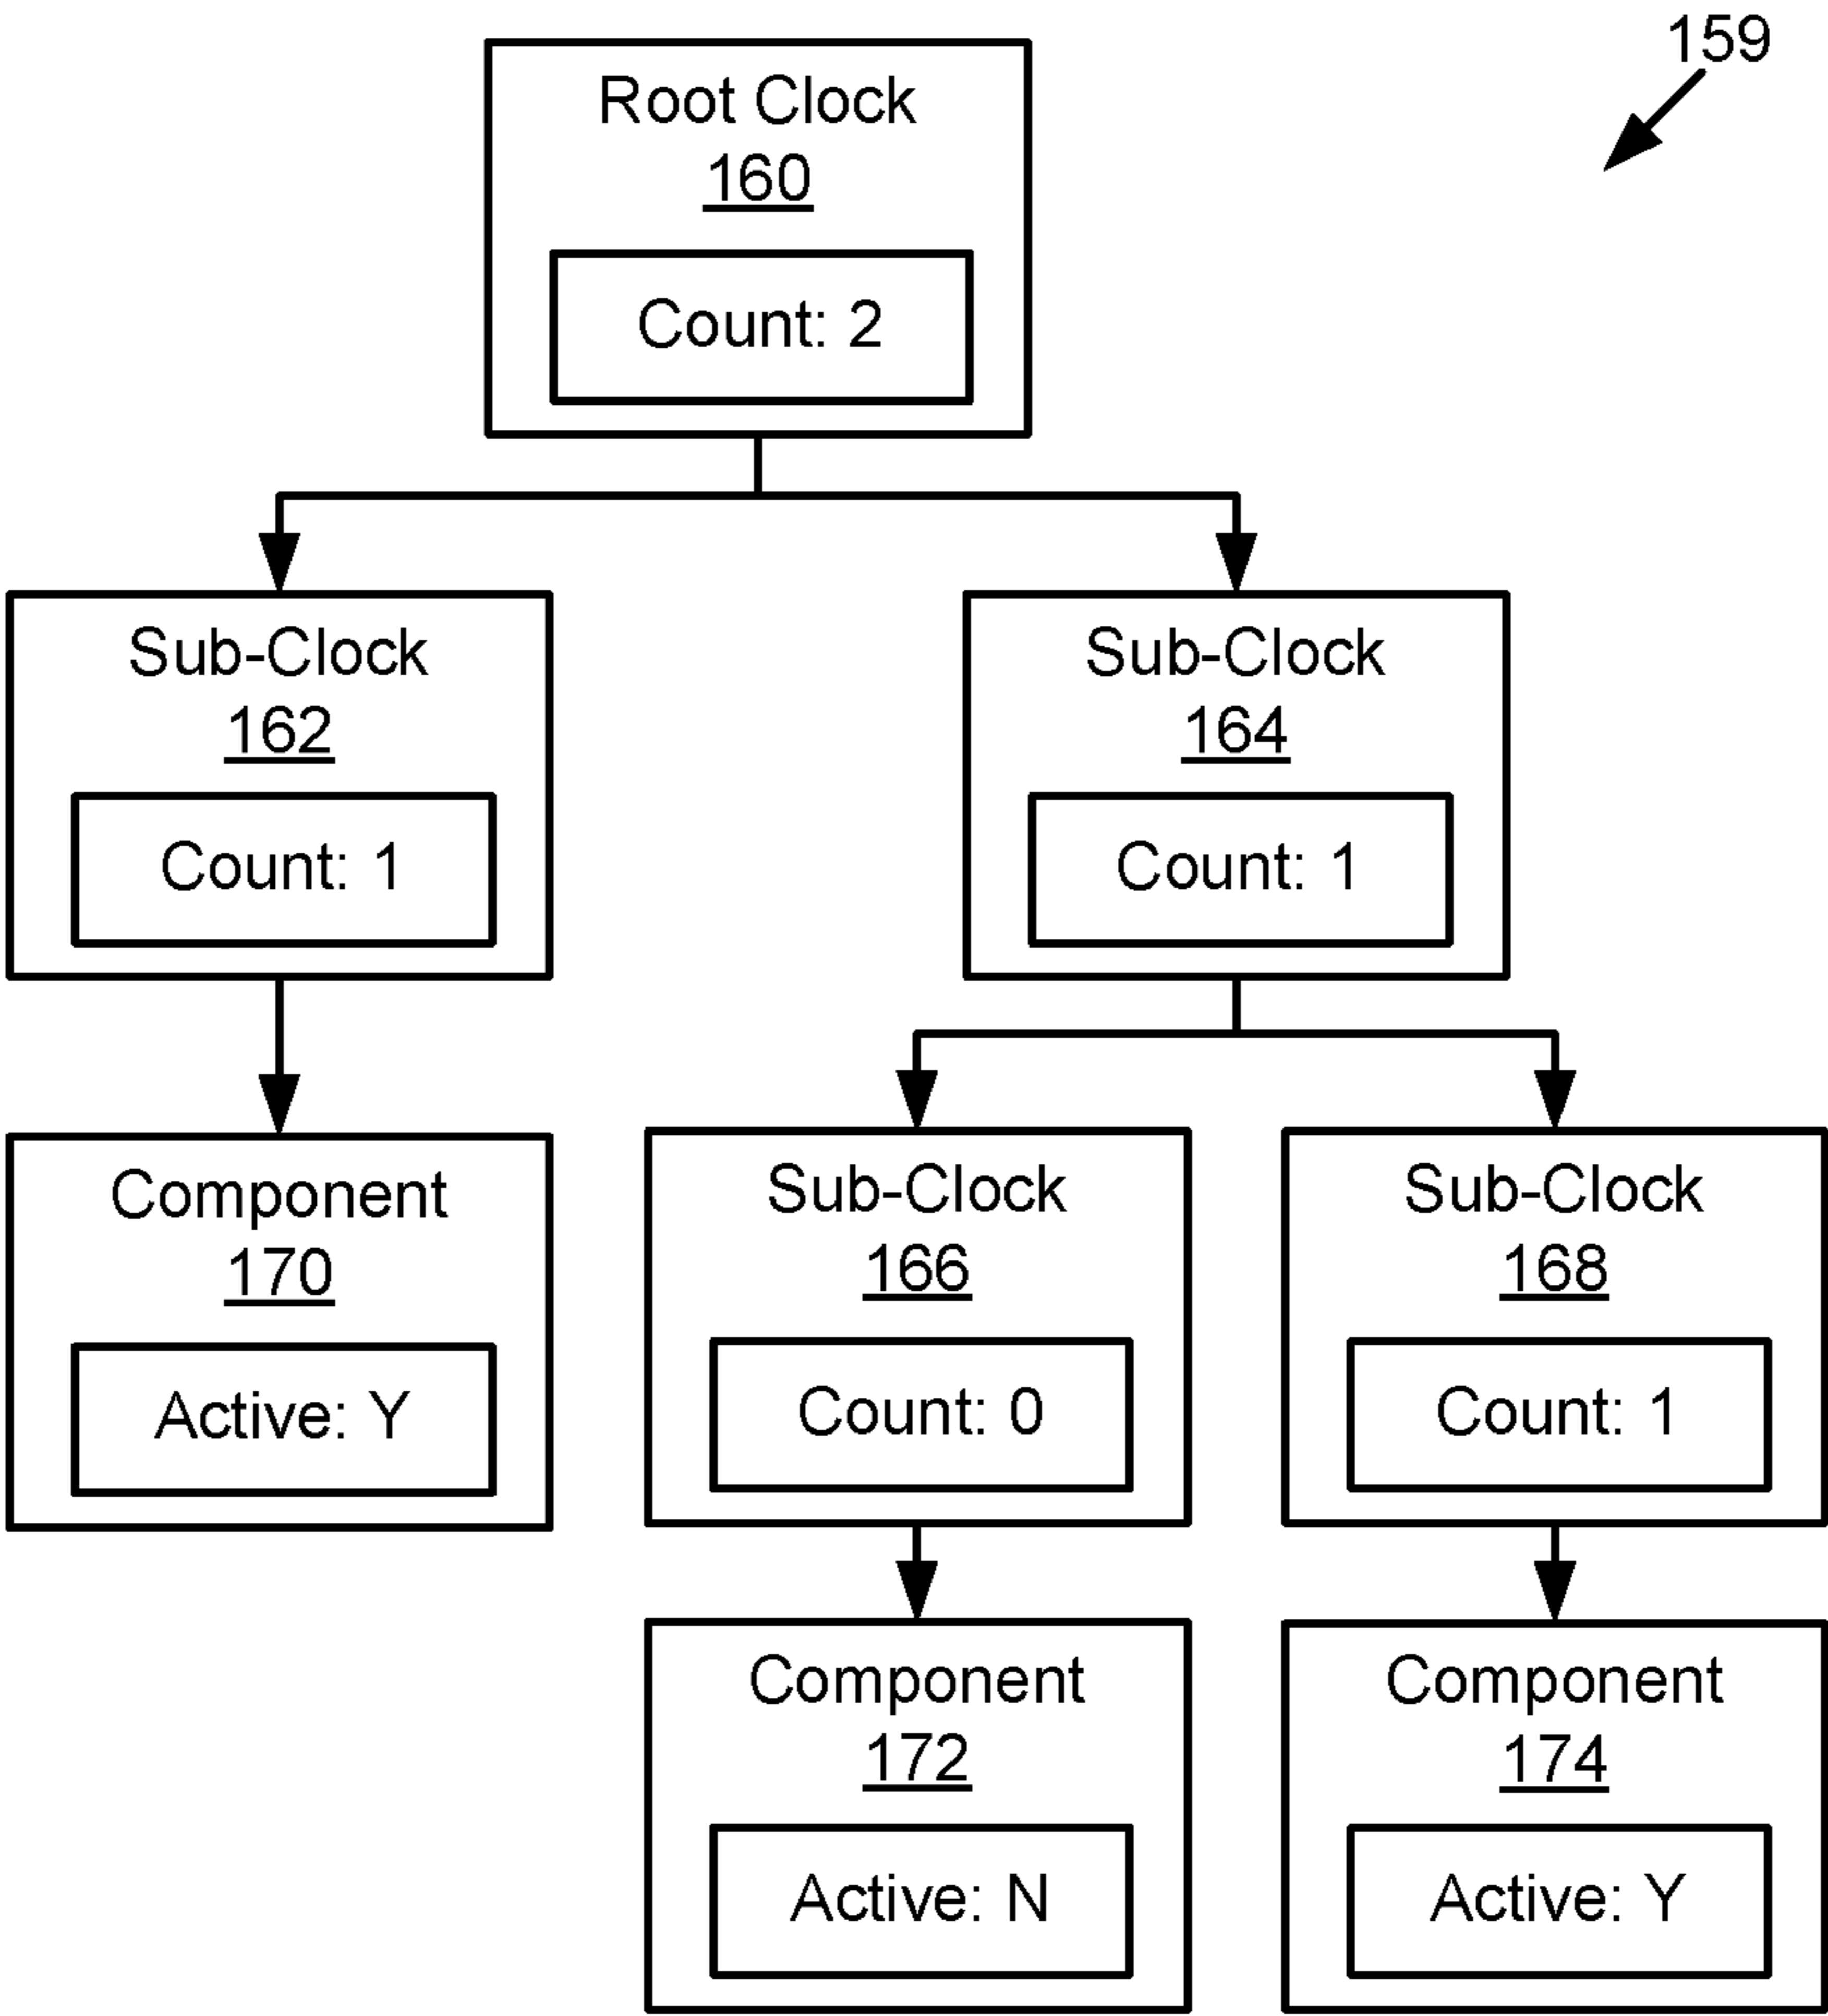 159
Root Clock
160
Count: 2
Sub-Clock
162
Count: 1
Sub-Clock
164
Count: 1
Component
170
Active: Y
Sub-Clock
166
Count: 0
Sub-Clock
168
Count: 1
Component
172
Active: N
Component
174
Active: Y